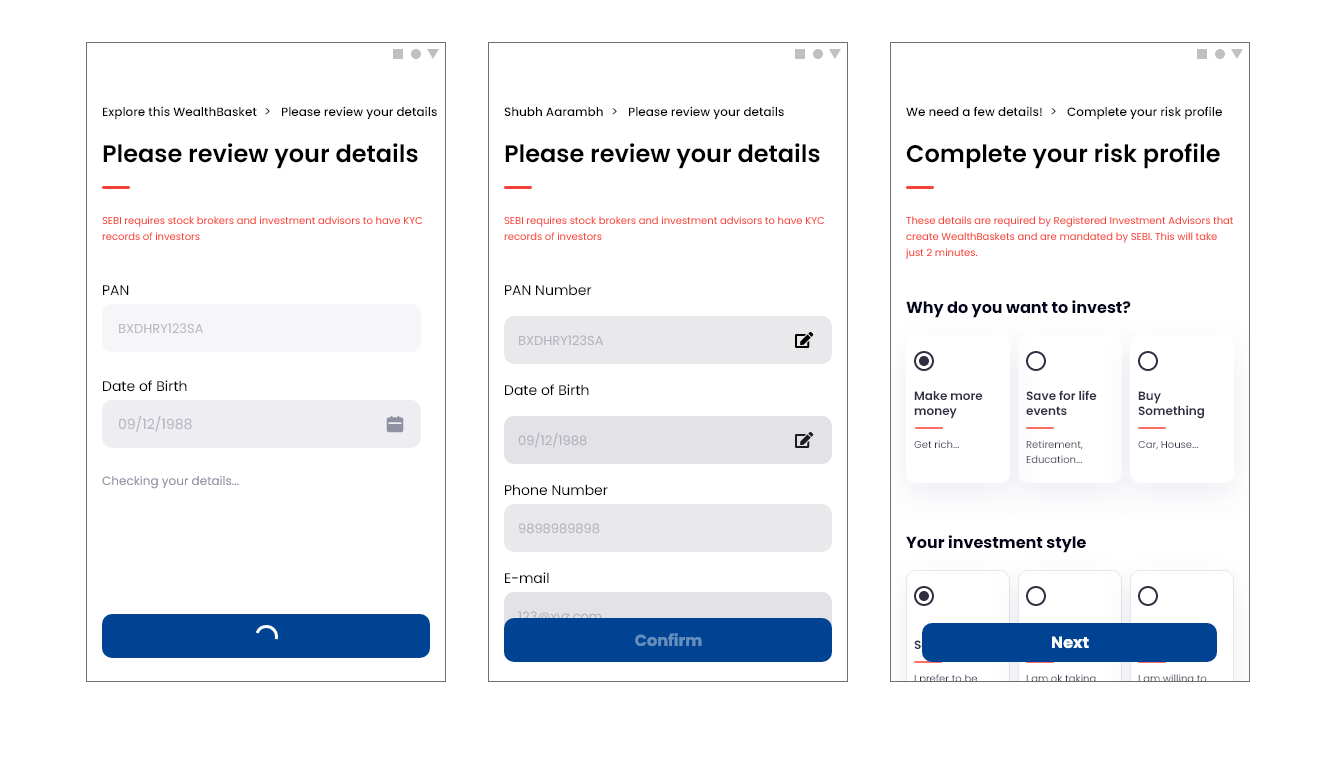 Explore this WealthBasket > Please review your details
Please review your details
SEBI requires stock brokers and investment advisors to have KYC
records of investors
PAN
BXDHRY123SA
Date of Birth
09/12/1988
Checking your details...
Shubh Aarambh > Please review your details
Please review your details
SEBI requires stock brokers and investment advisors to have KYC
records of investors
PAN Number
BXDHRY123SA
Date of Birth
09/12/1988
Phone Number
9898989898
E-mail
123@xyz.com
Confirm
We need a few details! > Complete your risk profile
Complete your risk profile
These details are required by Registered Investment Advisors that
create WealthBaskets and are mandated by SEBI. This will take
just 2 minutes.
Why do you want to invest?
Make more
money
Get rich...
Save for life
events
Retirement,
Education...
Buy
Something
Car, House...
Your investment style
Next
I prefer to be
I am ok taking
I am willing to